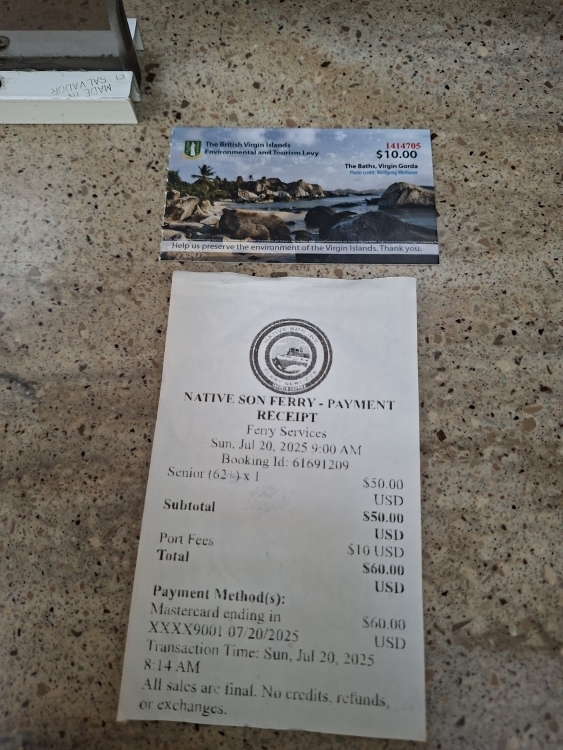 MADE IN
EL SALVADOR
The British Virgin Islands
Environmental and Tourism Levy
1414705
$10.00
The Baths, Virgin Gorda
Help us preserve the environment of the Virgin Islands. Thank you.
NATIVE SON
NATIVE SON FERRY - PAYMENT
RECEIPT
Ferry Services
Sun, Jul 20, 2025 9:00 AM
Booking Id: 61691209
Senior (62+) x 1 $50.00
USD
Subtotal $50.00
USD
Port Fees $10 USD
Total $60.00
USD
Payment Method(s):
Mastercard ending in $60.00
XXXX9001 07/20/2025 USD
Transaction Time: Sun, Jul 20, 2025
8:14 AM
All sales are final. No credits, refunds,
or exchanges.